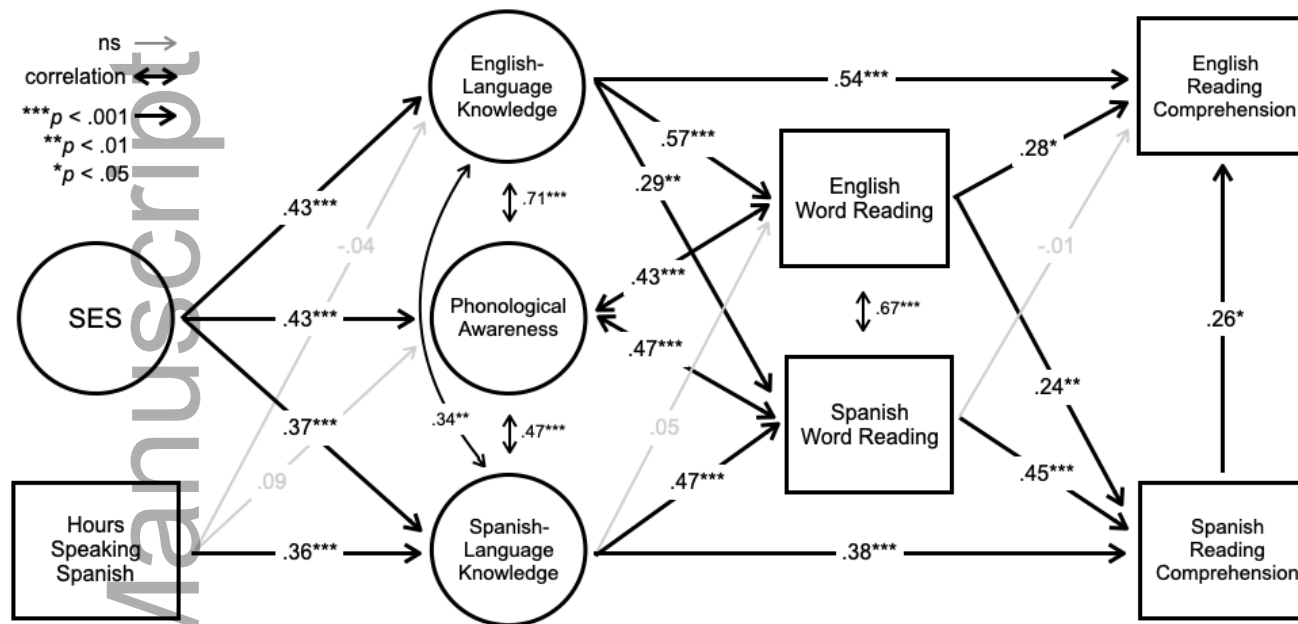 ns
correlation
***p < .001
**p < .01
*p < .05
Manuscript
English-
Language
Knowledge
.54***
English
Reading
Comprehension
.57***
.29**
.28*
English
Word Reading
.43***
-.04
.71***
-.01
SES
.43***
Phonological
Awareness
.43***
.67***
.26*
.47***
.37***
.34**
.47***
.05
Spanish
Word Reading
.24**
.09
.47***
.45***
Hours
Speaking
Spanish
.36***
Spanish-
Language
Knowledge
.38***
Spanish
Reading
Comprehension